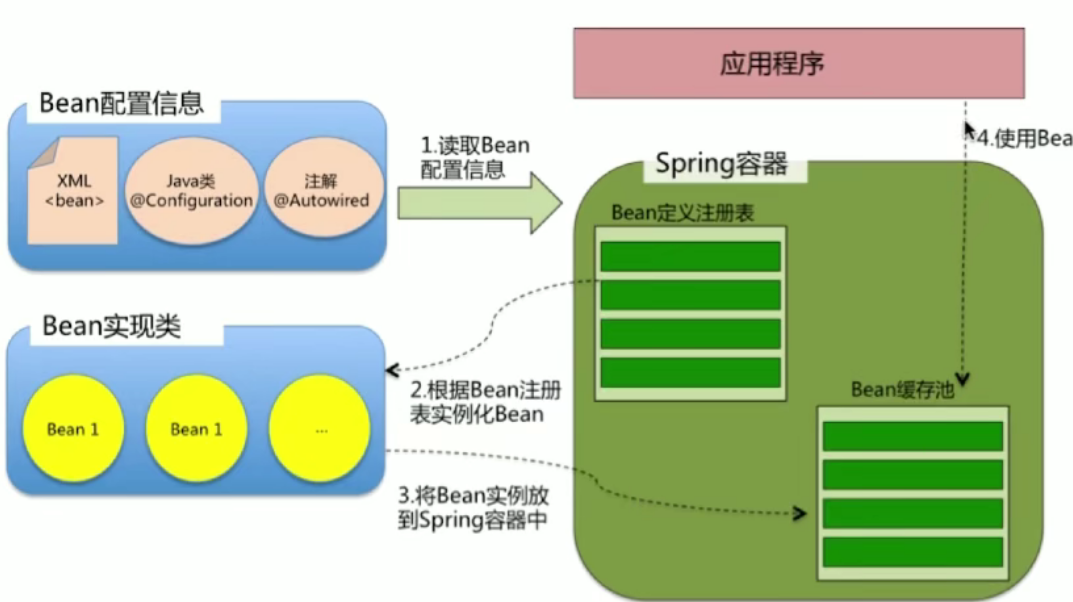 应用程序
Bean配置信息
XML
<bean>
Java类
@Configuration
注解
@Autowired
1.读取Bean
配置信息
4.使用Bea
Spring容器
Bean定义注册表
Bean实现类
Bean 1
Bean 1
...
2.根据Bean注册
表实例化Bean
Bean缓存池
3.将Bean实例放
到Spring容器中